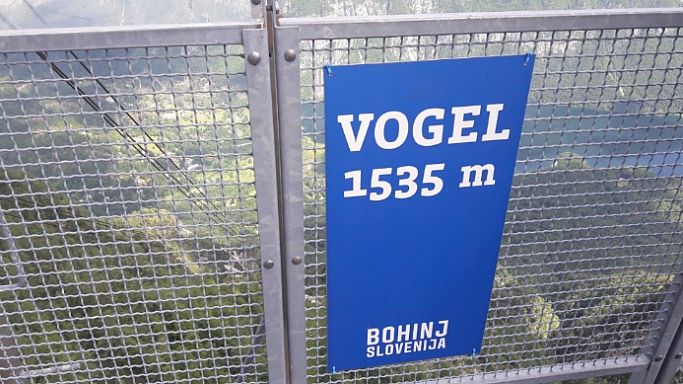 VOGEL
1535 m
BOHINJ
SLOVENIJA